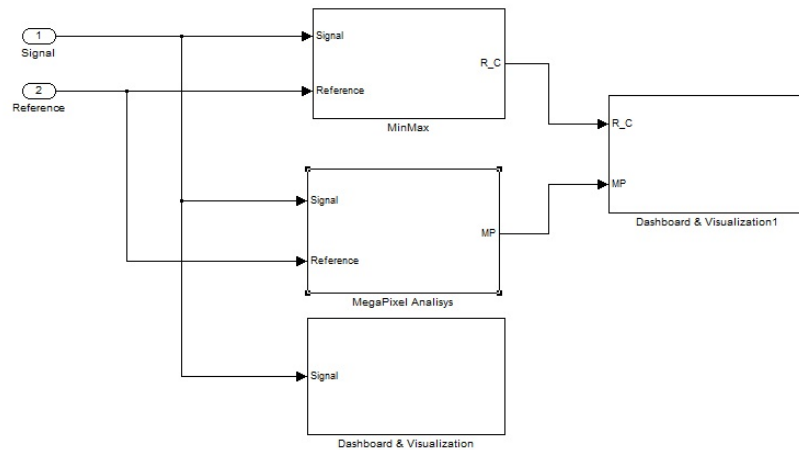 1
Signal
2
Reference
Signal
Reference
R_C
MinMax
Signal
Reference
MP
MegaPixel Analisys
Signal
Dashboard & Visualization
R_C
MP
Dashboard & Visualization1